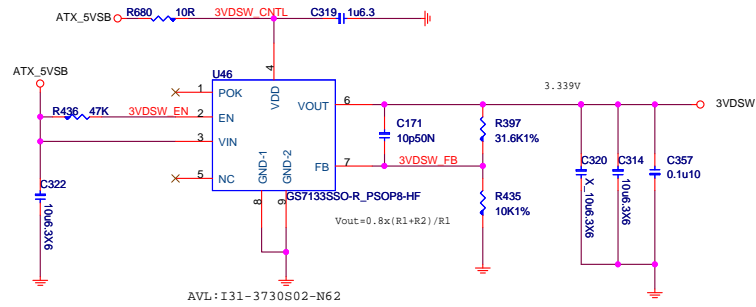 ATX_5VSB
R680
10R
3VDSW_CNTL
C319
1u6.3
ATX_5VSB
U46
4
1
POK
VDD
VOUT
6
3.339V
3VDSW
R436
47K
3VDSW_EN
2
EN
C171
10p50N
R397
31.6K1%
3
VIN
FB
7
3VDSW_FB
GND-1
GND-2
5
NC
C322
10u6.3X6
8
9
GS7133SSO-R_PSOP8-HF
R435
10K1%
C320
X_10u6.3X6
C314
10u6.3X6
C357
0.1u10
Vout=0.8x(R1+R2)/R1
AVL:I31-3730S02-N62